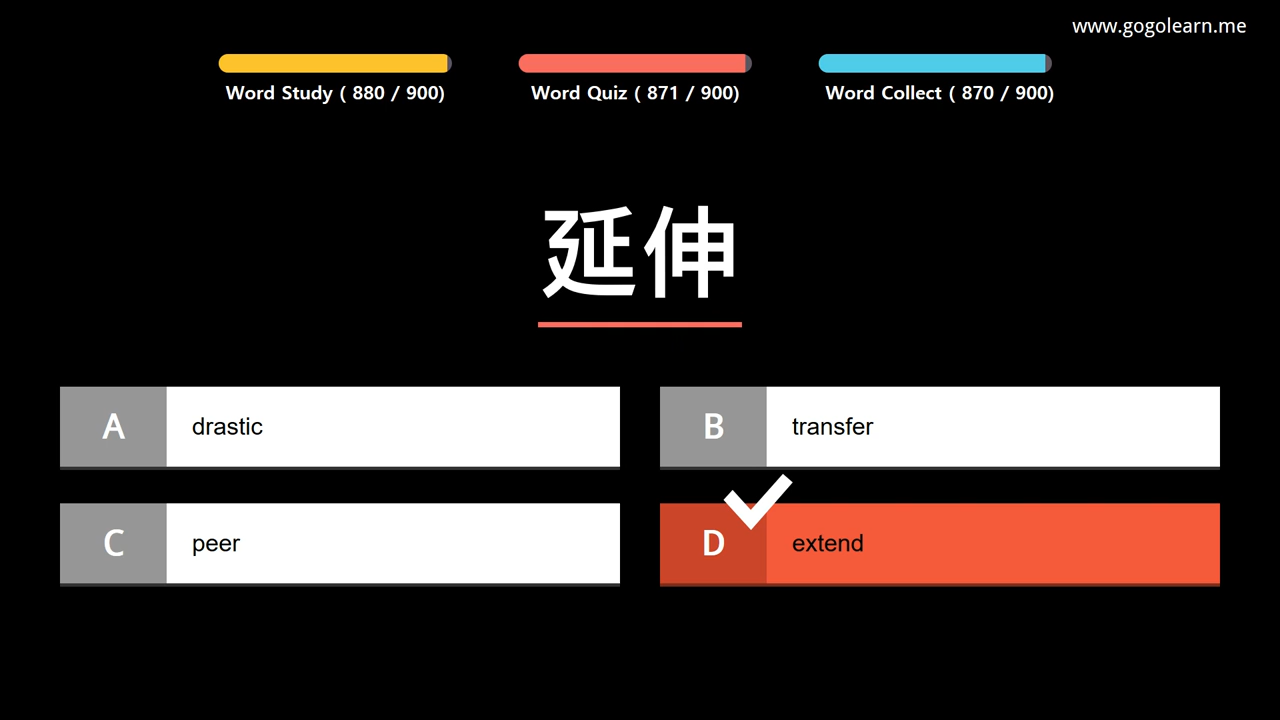 www.gogolearn.me
Word Study ( 880 / 900)
Word Quiz ( 871 / 900)
Word Collect ( 870 / 900)
延伸
A drastic
B transfer
C peer
D extend